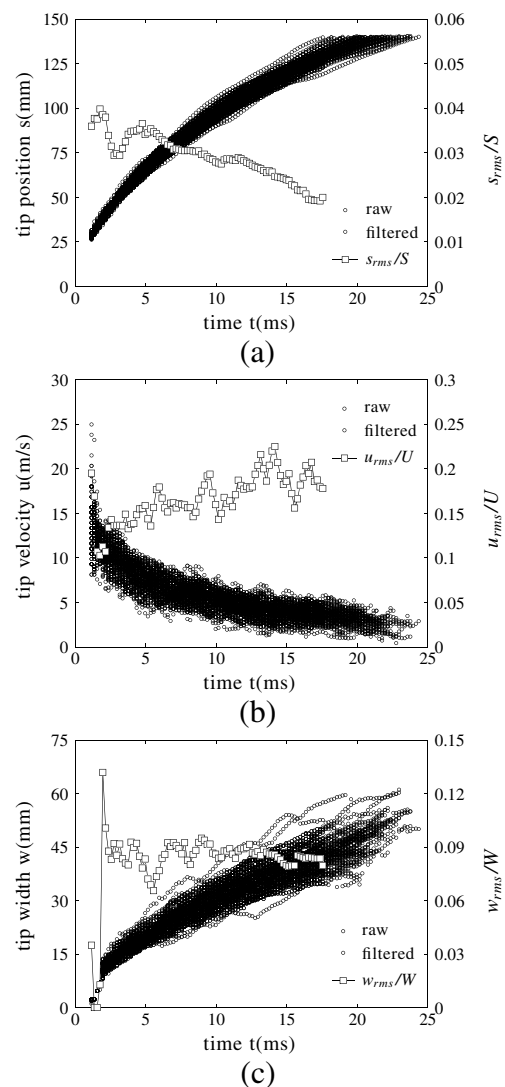 150
125
100
75
50
25
0
tip position s(mm)
0.06
0.05
0.04
0.03
0.02
0.01
0
s_rms/S
raw
filtered
s_rms/S
0 5 10 15 20 25
time t(ms)
(a)
30
25
20
15
10
5
0
tip velocity u(m/s)
0.3
0.25
0.2
0.15
0.1
0.05
0
u_rms/U
raw
filtered
u_rms/U
0 5 10 15 20 25
time t(ms)
(b)
75
60
45
30
15
0
tip width w(mm)
0.15
0.12
0.09
0.06
0.03
0
w_rms/W
raw
filtered
w_rms/W
0 5 10 15 20 25
time t(ms)
(c)